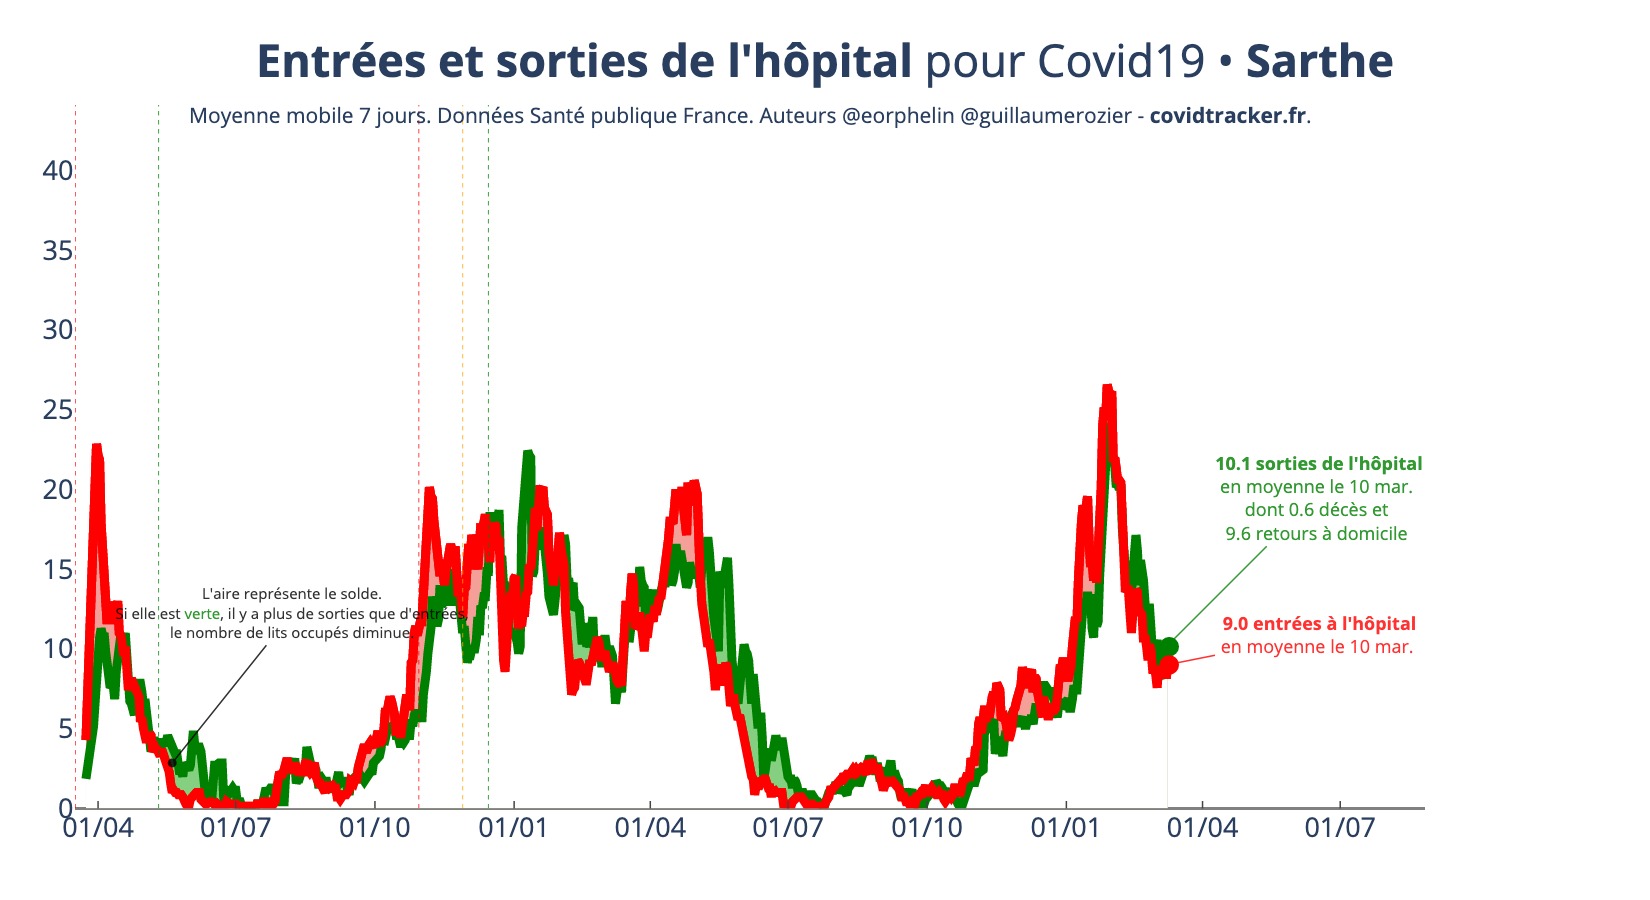 Entrées et sorties de l'hôpital pour Covid19 • Sarthe
Moyenne mobile 7 jours. Données Santé publique France. Auteurs @eorphelin @guillaumerozier - covidtracker.fr.
40
35
30
25
20
15
10
5
0
L'aire représente le solde.
Si elle est verte, il y a plus de sorties que d'entrées,
le nombre de lits occupés diminue.
10.1 sorties de l'hôpital
en moyenne le 10 mar.
dont 0.6 décès et
9.6 retours à domicile
9.0 entrées à l'hôpital
en moyenne le 10 mar.
01/04 01/07 01/10 01/01 01/04 01/07 01/10 01/01 01/04 01/07